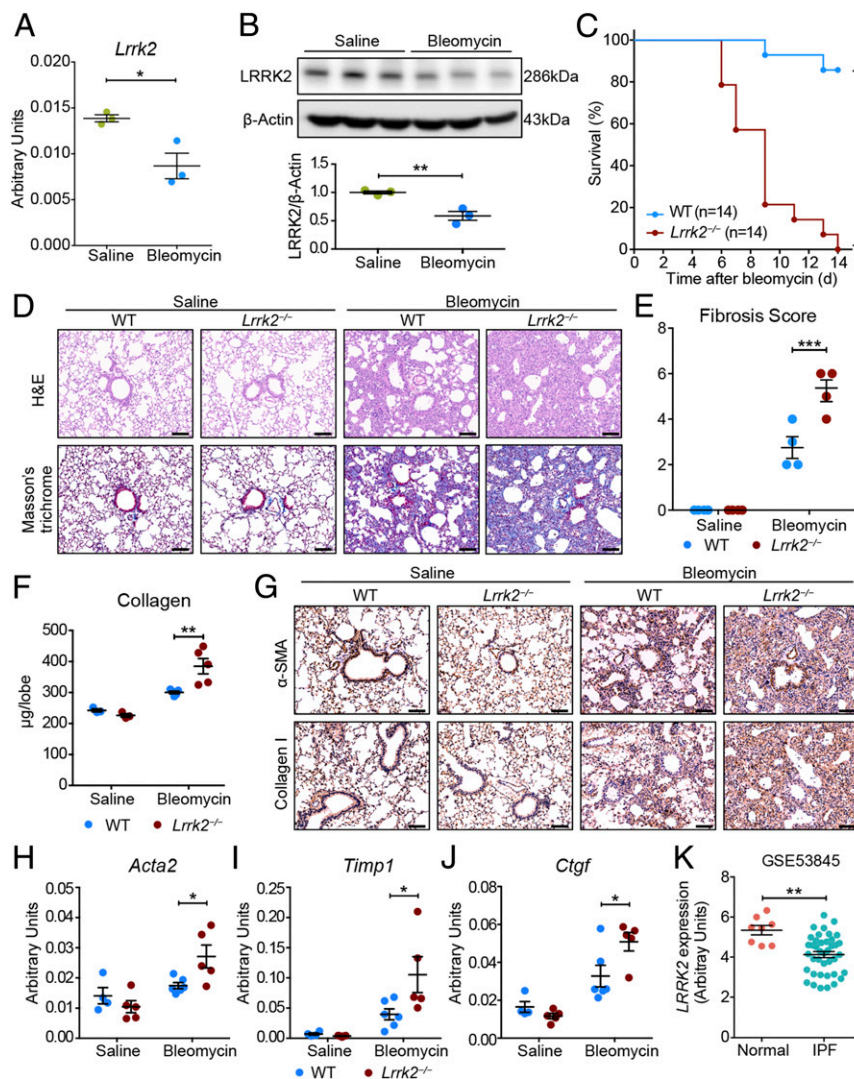 A
Lrrk2
*
0.020
0.015
0.010
0.005
0.000
Arbitrary Units
Saline Bleomycin
B
Saline Bleomycin
LRRK2 286kDa
β-Actin 43kDa
**
1.0
0.5
0.0
LRRK2/β-Actin
Saline Bleomycin
C
100
80
60
40
20
0
Survival (%)
WT (n=14)
Lrrk2−/− (n=14)
0 2 4 6 8 10 12 14
Time after bleomycin (d)
D
Saline Bleomycin
WT Lrrk2−/− WT Lrrk2−/−
H&E
Masson's
trichrome
E
Fibrosis Score
***
8
6
4
2
0
Saline Bleomycin
WT Lrrk2−/−
F
Collagen
**
500
400
300
200
100
0
μg/lobe
Saline Bleomycin
WT Lrrk2−/−
G
Saline Bleomycin
WT Lrrk2−/− WT Lrrk2−/−
α-SMA
Collagen I
H
Acta2
*
0.05
0.04
0.03
0.02
0.01
0.00
Arbitrary Units
Saline Bleomycin
I
Timp1
*
0.25
0.20
0.15
0.10
0.05
0.00
Arbitrary Units
Saline Bleomycin
WT Lrrk2−/−
J
Ctgf
*
0.08
0.06
0.04
0.02
0.00
Arbitrary Units
Saline Bleomycin
K
GSE53845
**
8
6
4
2
0
LRRK2 expression
(Arbitray Units)
Normal IPF